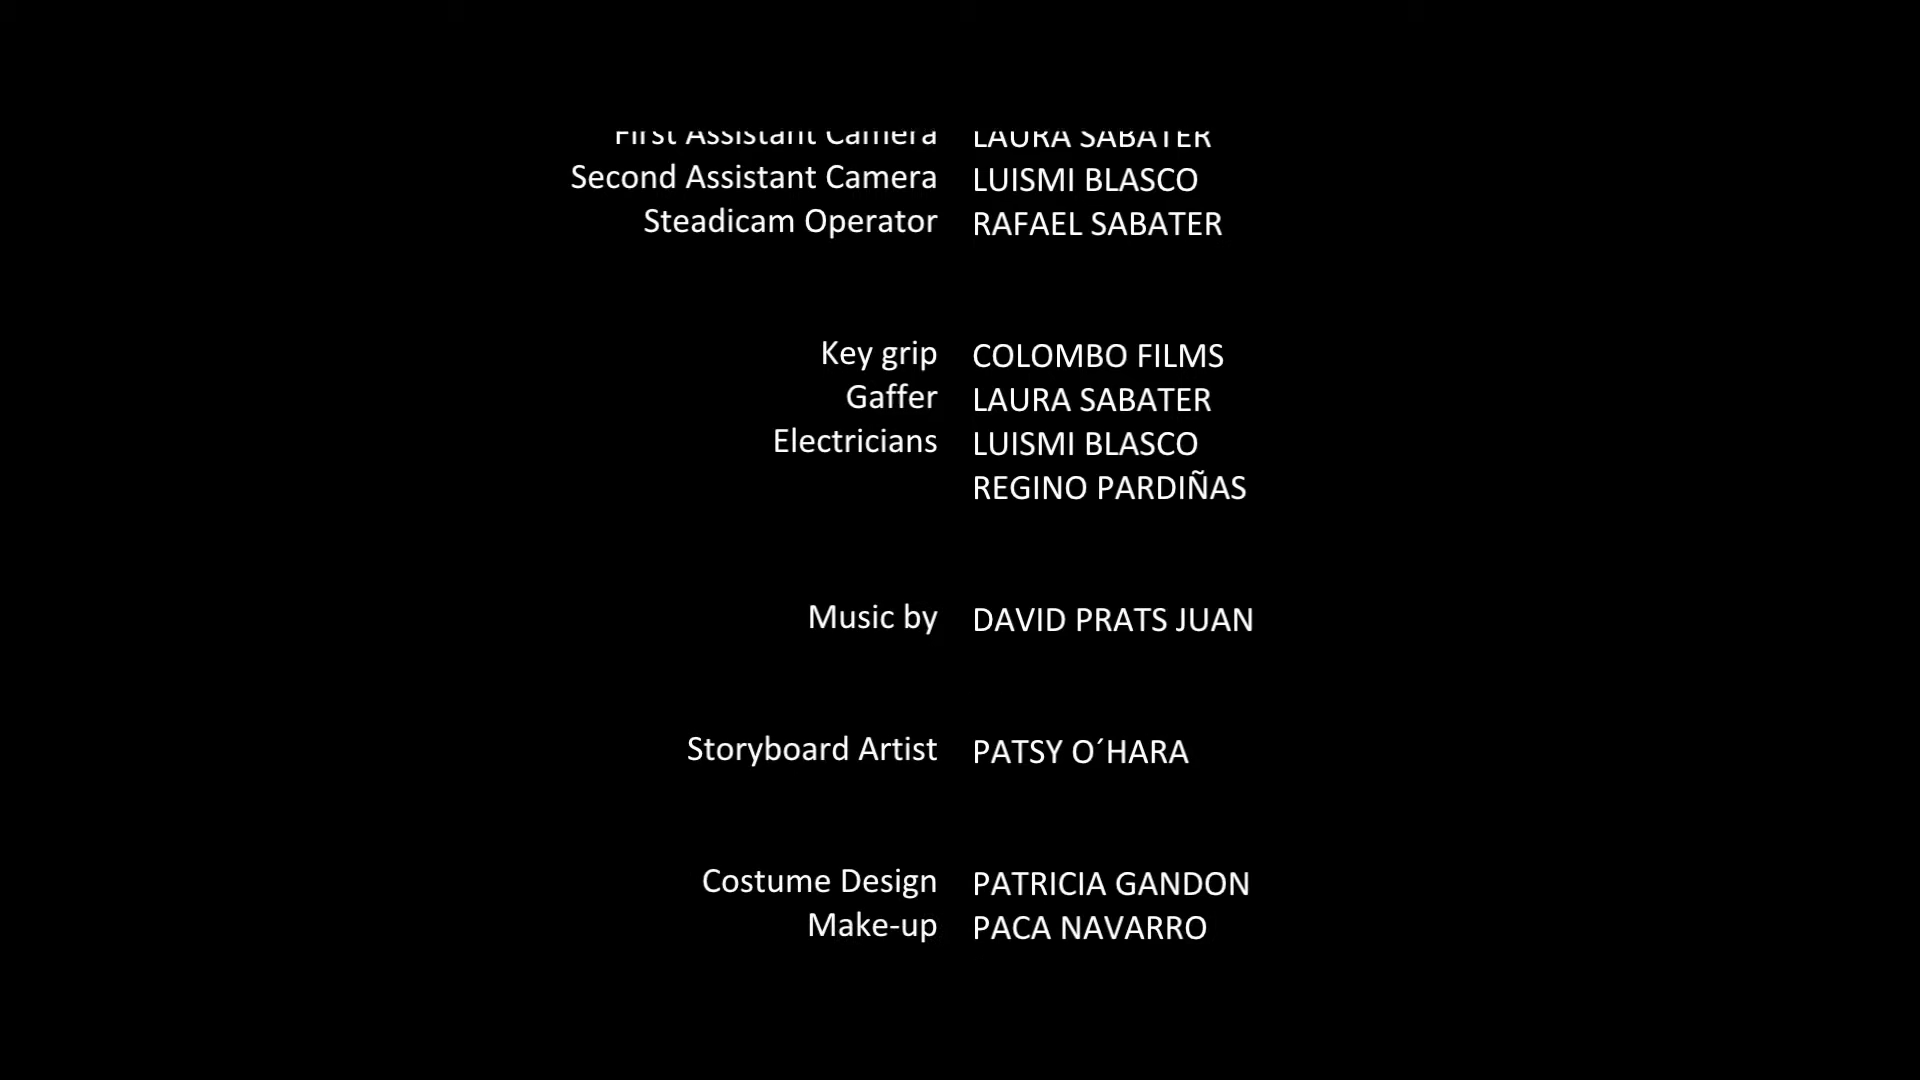 First Assistant Camera LAURA SABATER
Second Assistant Camera LUISMI BLASCO
Steadicam Operator RAFAEL SABATER
Key grip COLOMBO FILMS
Gaffer LAURA SABATER
Electricians LUISMI BLASCO
REGINO PARDIÑAS
Music by DAVID PRATS JUAN
Storyboard Artist PATSY O´HARA
Costume Design PATRICIA GANDON
Make-up PACA NAVARRO